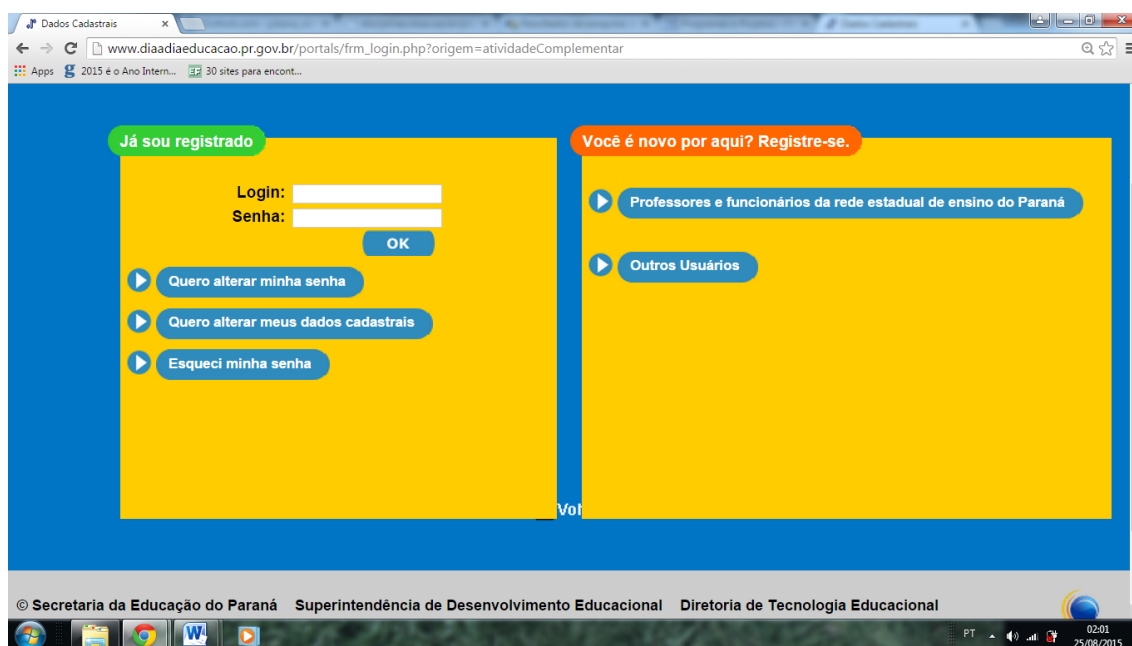 Dados Cadastrais
www.diaadiaeducacao.pr.gov.br/portals/frm_login.php?origem=atividadeComplementar
Apps 2015 é o Ano Intern... 30 sites para encont...
Já sou registrado
Login:
Senha:
OK
Quero alterar minha senha
Quero alterar meus dados cadastrais
Esqueci minha senha
Você é novo por aqui? Registre-se.
Professores e funcionários da rede estadual de ensino do Paraná
Outros Usuários
© Secretaria da Educação do Paraná Superintendência de Desenvolvimento Educacional Diretoria de Tecnologia Educacional
PT 02:01
25/08/2015